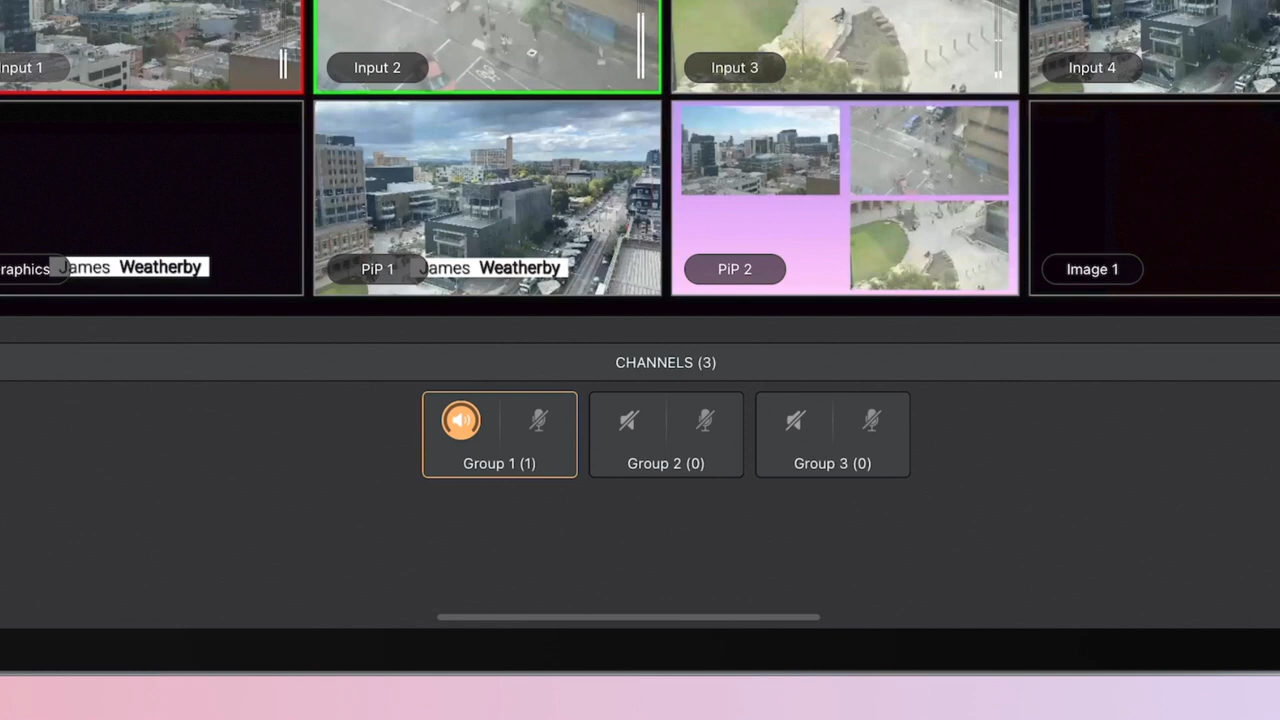 Input 1
Input 2
Input 3
Input 4
raphics
James Weatherby
PiP 1
James Weatherby
PiP 2
Image 1
CHANNELS (3)
Group 1 (1)
Group 2 (0)
Group 3 (0)